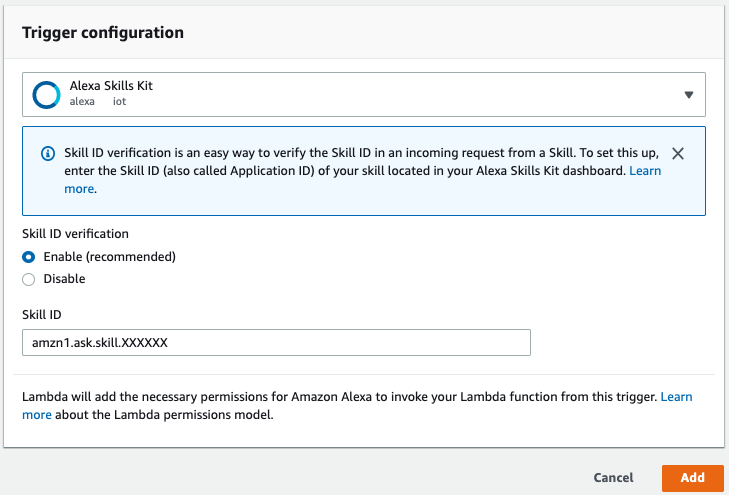 Trigger configuration
Alexa Skills Kit
alexa iot
Skill ID verification is an easy way to verify the Skill ID in an incoming request from a Skill. To set this up,
enter the Skill ID (also called Application ID) of your skill located in your Alexa Skills Kit dashboard. Learn
more.
Skill ID verification
Enable (recommended)
Disable
Skill ID
amzn1.ask.skill.XXXXXX
Lambda will add the necessary permissions for Amazon Alexa to invoke your Lambda function from this trigger. Learn
more about the Lambda permissions model.
Cancel Add